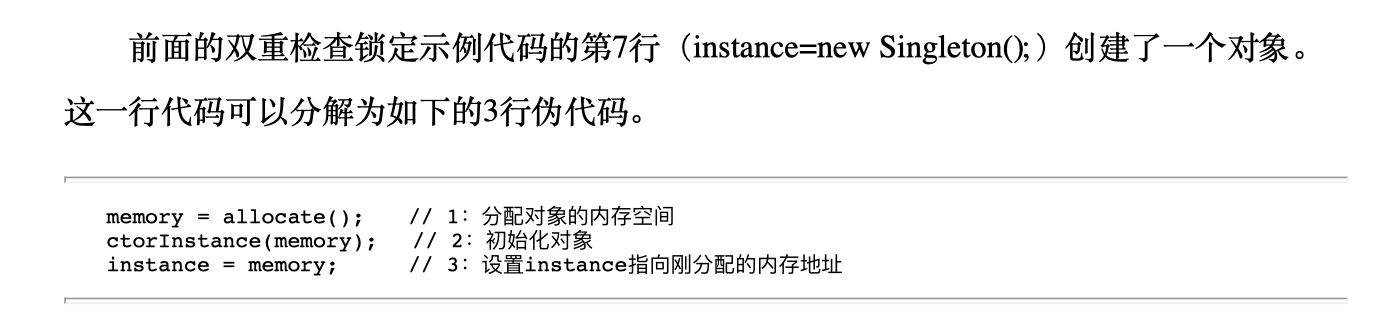 前面的双重检查锁定示例代码的第7行（instance=new Singleton();）创建了一个对象。
这一行代码可以分解为如下的3行伪代码。
memory = allocate();    // 1: 分配对象的内存空间
ctorInstance(memory);   // 2: 初始化对象
instance = memory;      // 3: 设置instance指向刚分配的内存地址